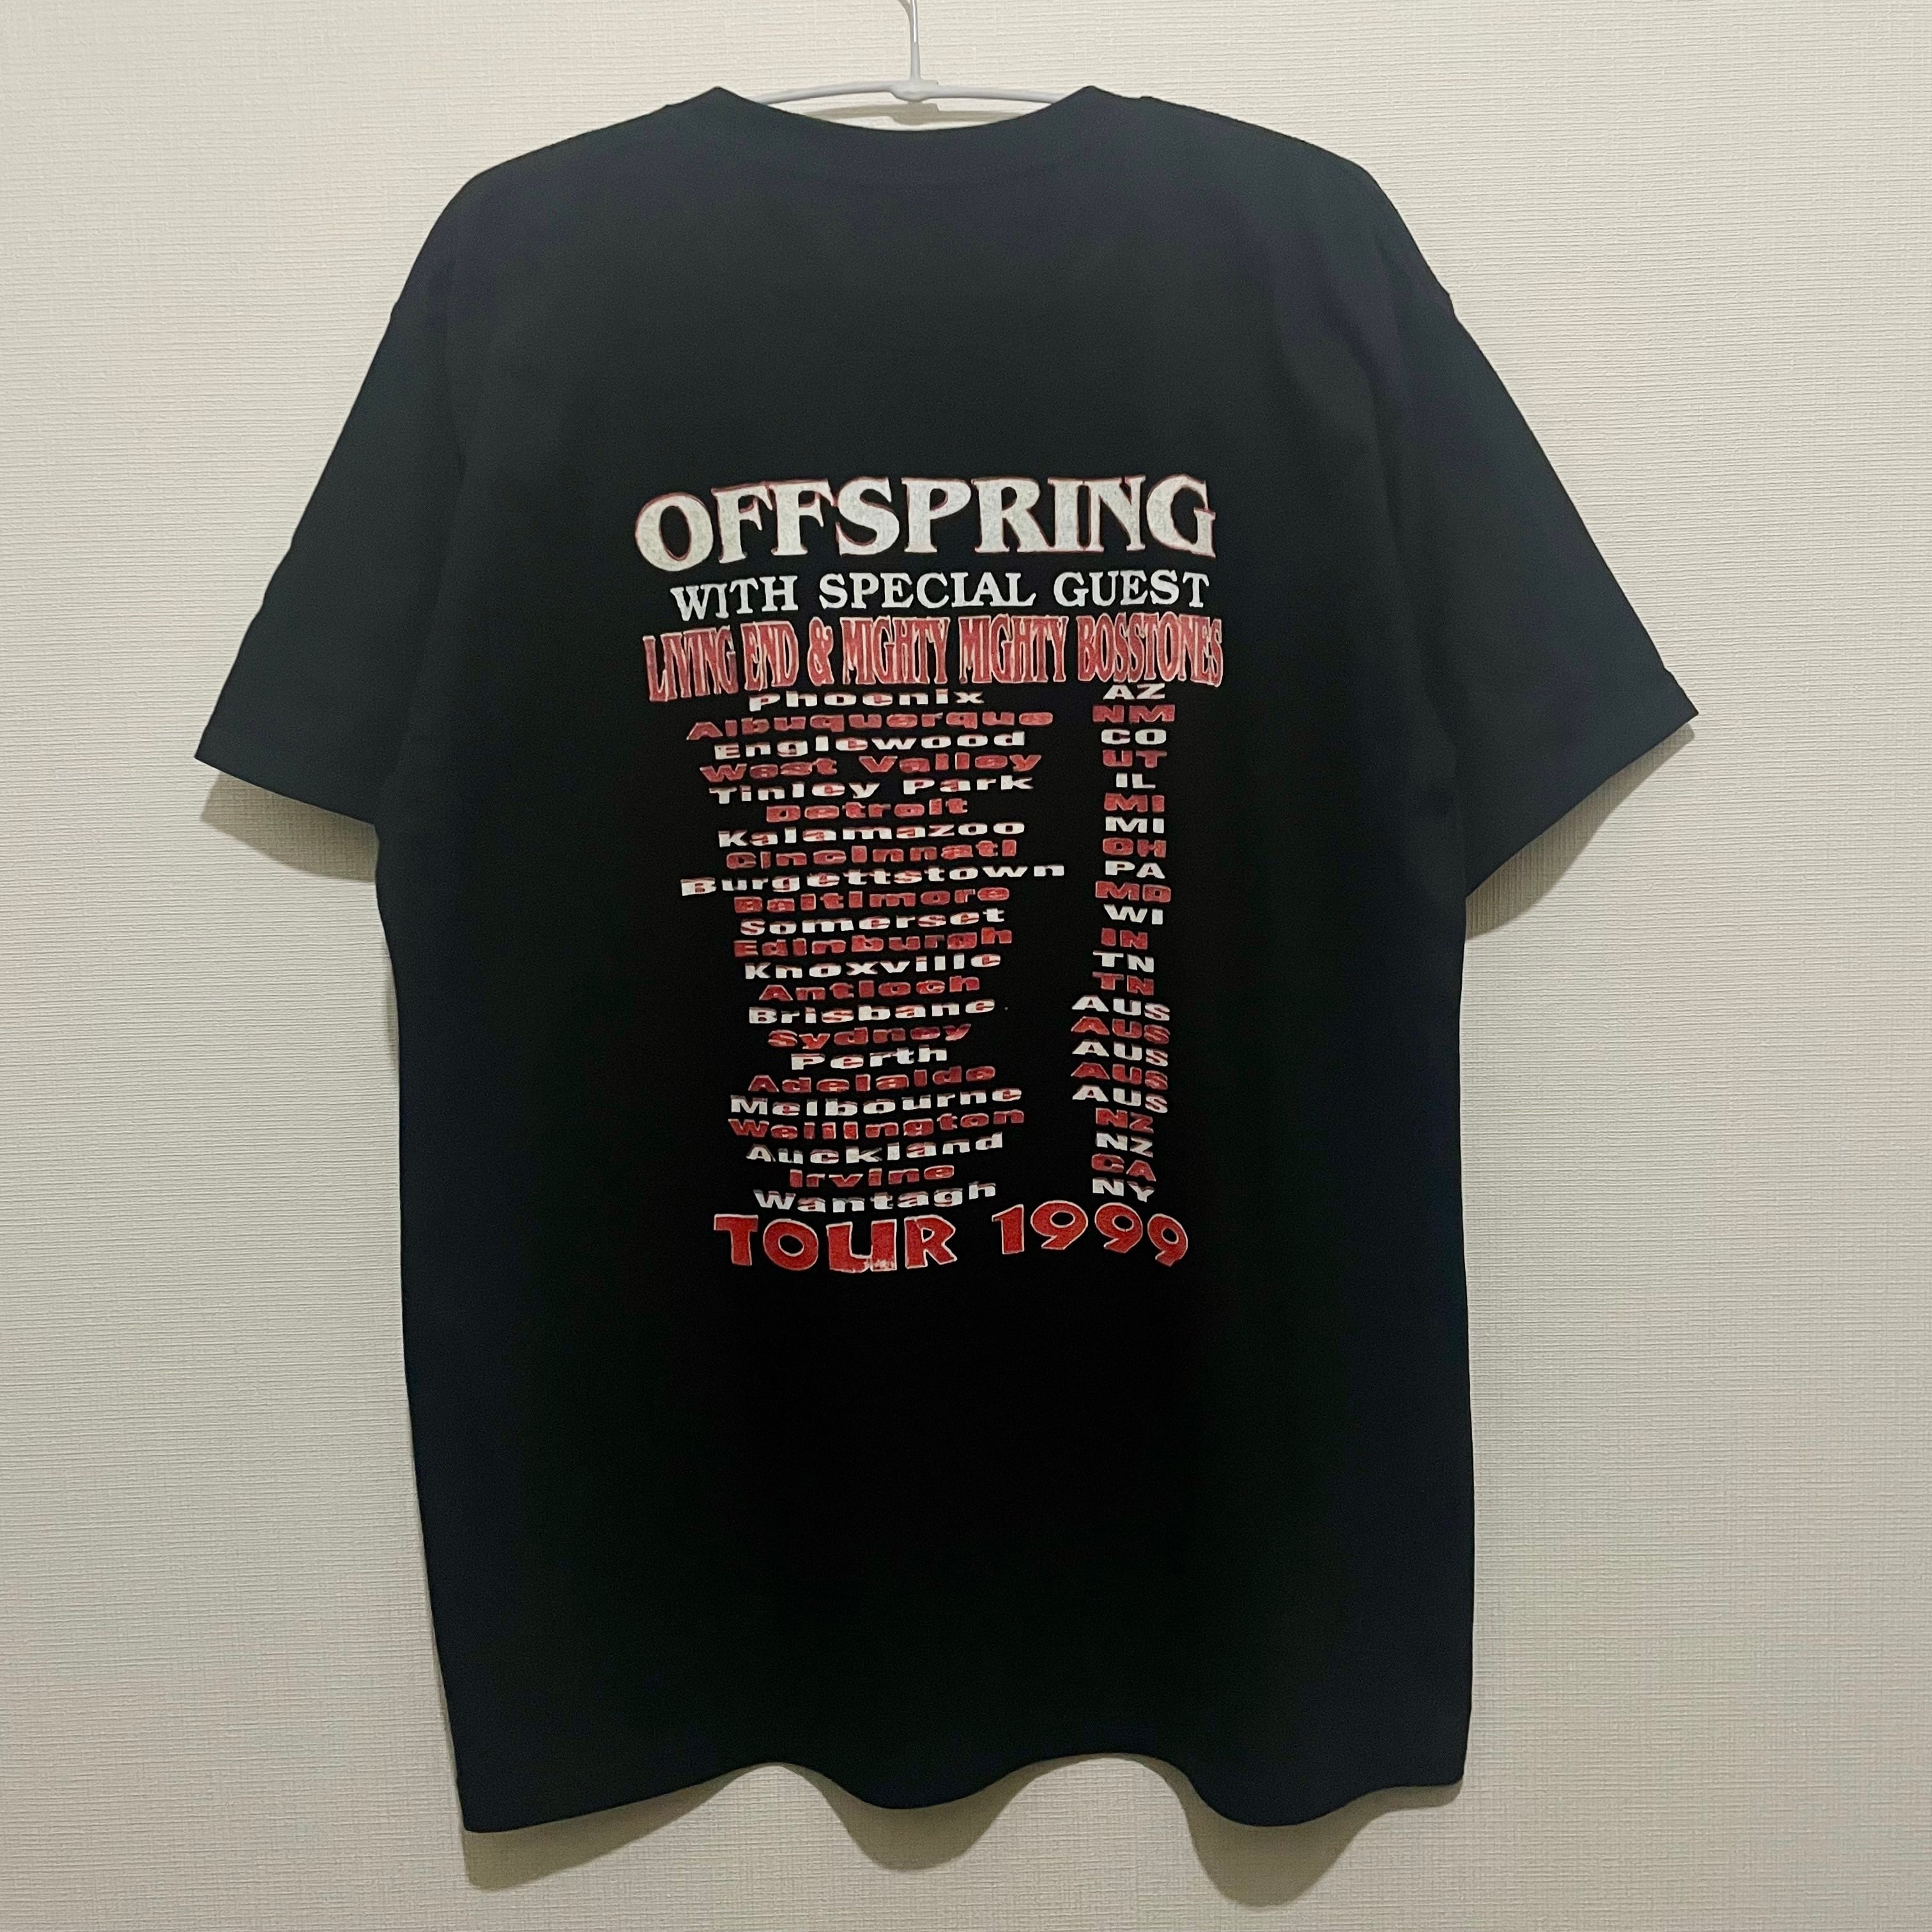 OFFSPRING
WITH SPECIAL GUEST
LIVING END & MIGHTY MIGHTY BOSSTONES
Phoenix AZ
Albuquerque NM
Englewood CO
West Valley UT
Tinley Park IL
Detroit MI
Kalamazoo MI
Cincinnati OH
Burgettstown PA
Baltimore MD
Somerset WI
Edinburgh IN
Knoxville TN
Antioch TN
Brisbane AUS
Sydney AUS
Perth AUS
Adelaide AUS
Melbourne AUS
Wellington NZ
Auckland NZ
Irvine CA
Wantagh NY
TOUR 1999